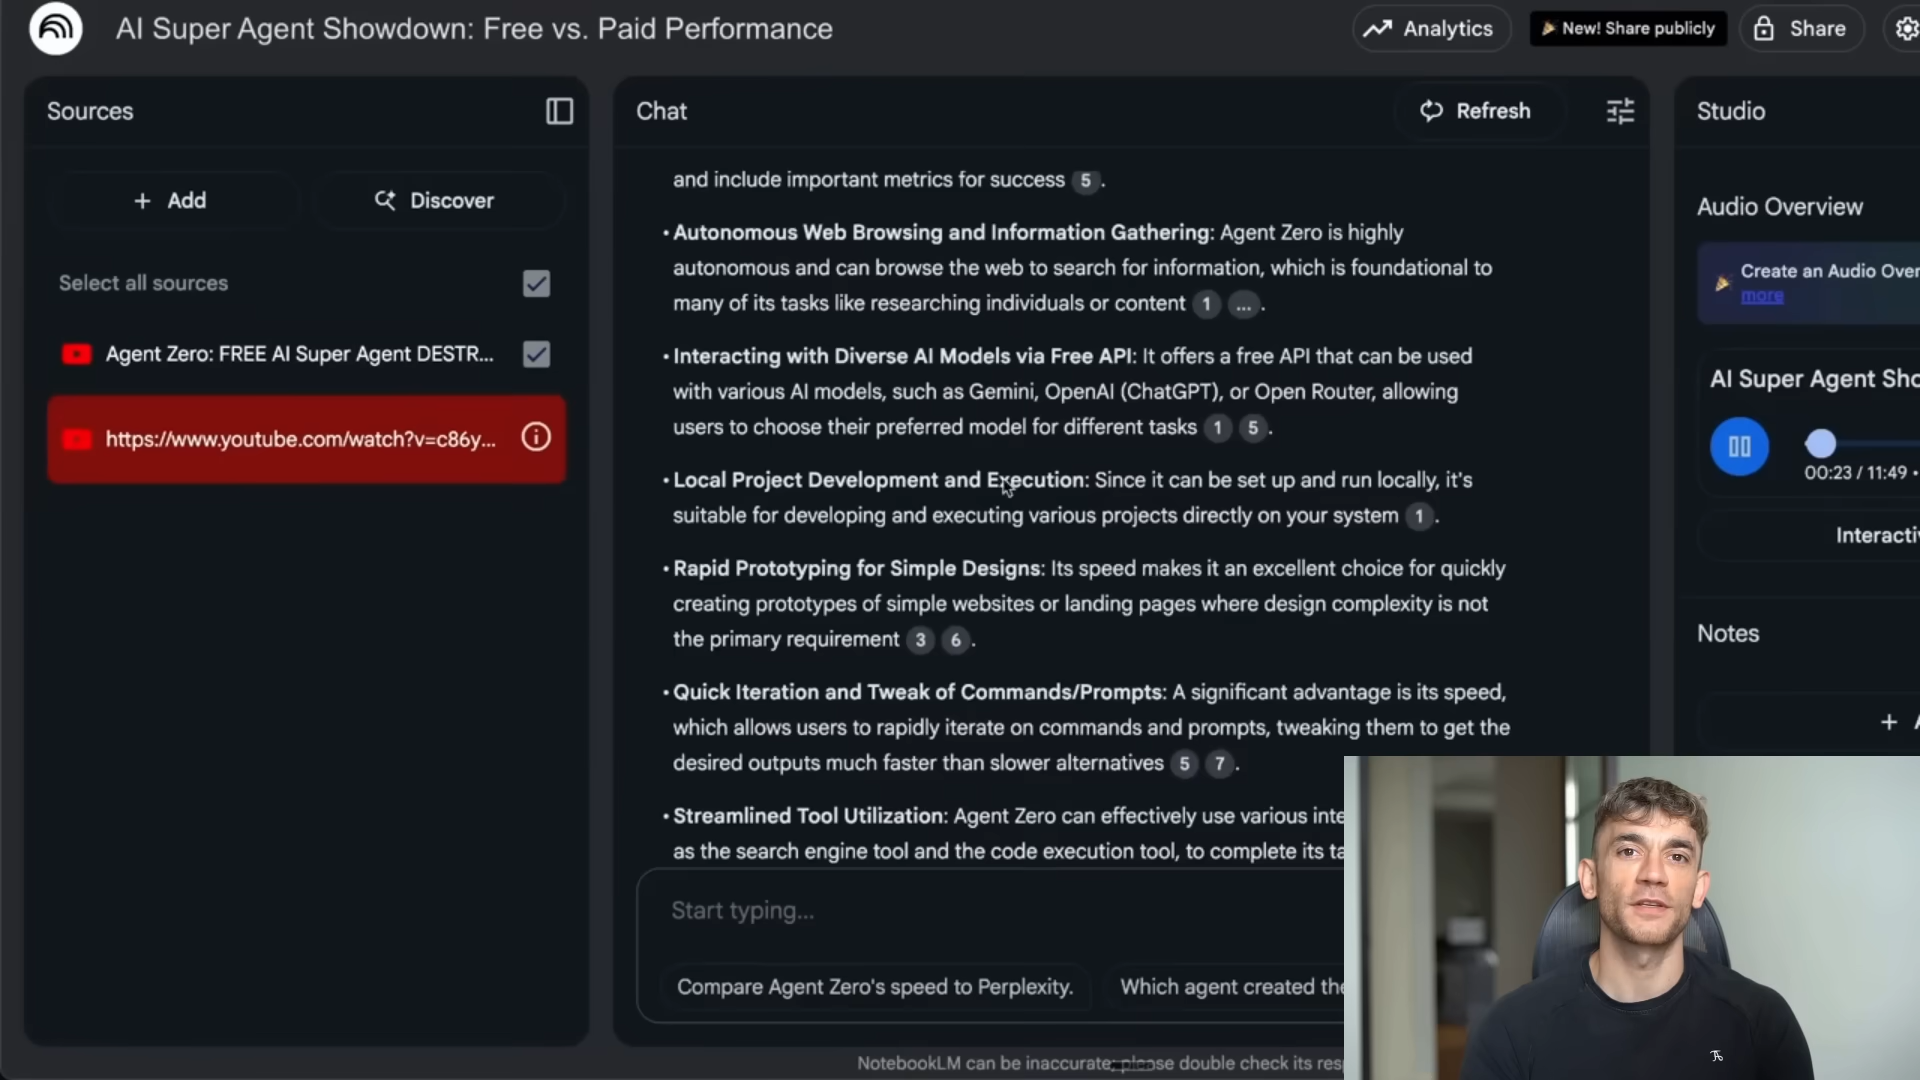 AI Super Agent Showdown: Free vs. Paid Performance
Analytics
New! Share publicly
Share
Sources
Add
Discover
Select all sources
Agent Zero: FREE AI Super Agent DESTR...
https://www.youtube.com/watch?v=c86y...
Chat
Refresh
and include important metrics for success 5 .
• Autonomous Web Browsing and Information Gathering: Agent Zero is highly
autonomous and can browse the web to search for information, which is foundational to
many of its tasks like researching individuals or content 1 ... .
• Interacting with Diverse AI Models via Free API: It offers a free API that can be used
with various AI models, such as Gemini, OpenAI (ChatGPT), or Open Router, allowing
users to choose their preferred model for different tasks 1 5 .
• Local Project Development and Execution: Since it can be set up and run locally, it's
suitable for developing and executing various projects directly on your system 1 .
• Rapid Prototyping for Simple Designs: Its speed makes it an excellent choice for quickly
creating prototypes of simple websites or landing pages where design complexity is not
the primary requirement 3 6 .
• Quick Iteration and Tweak of Commands/Prompts: A significant advantage is its speed,
which allows users to rapidly iterate on commands and prompts, tweaking them to get the
desired outputs much faster than slower alternatives 5 7 .
• Streamlined Tool Utilization: Agent Zero can effectively use various inte
as the search engine tool and the code execution tool, to complete its ta
Start typing...
Compare Agent Zero's speed to Perplexity.
Which agent created the
NotebookLM can be inaccurate; please double check its res
Studio
Audio Overview
Create an Audio Over
more
AI Super Agent Sho
00:23 / 11:49 •
Interacti
Notes
+ A